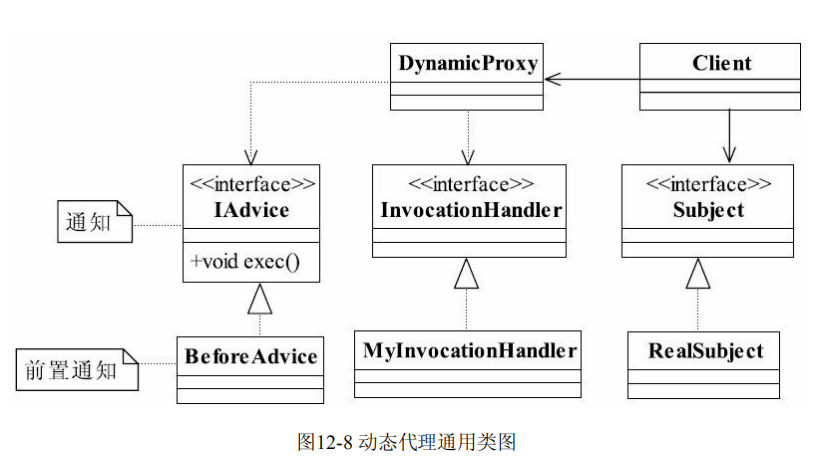 DynamicProxy
Client
<<interface>>
IAdvice
+void exec()
<<interface>>
InvocationHandler
<<interface>>
Subject
通知
前置通知
BeforeAdvice
MyInvocationHandler
RealSubject
图12-8 动态代理通用类图